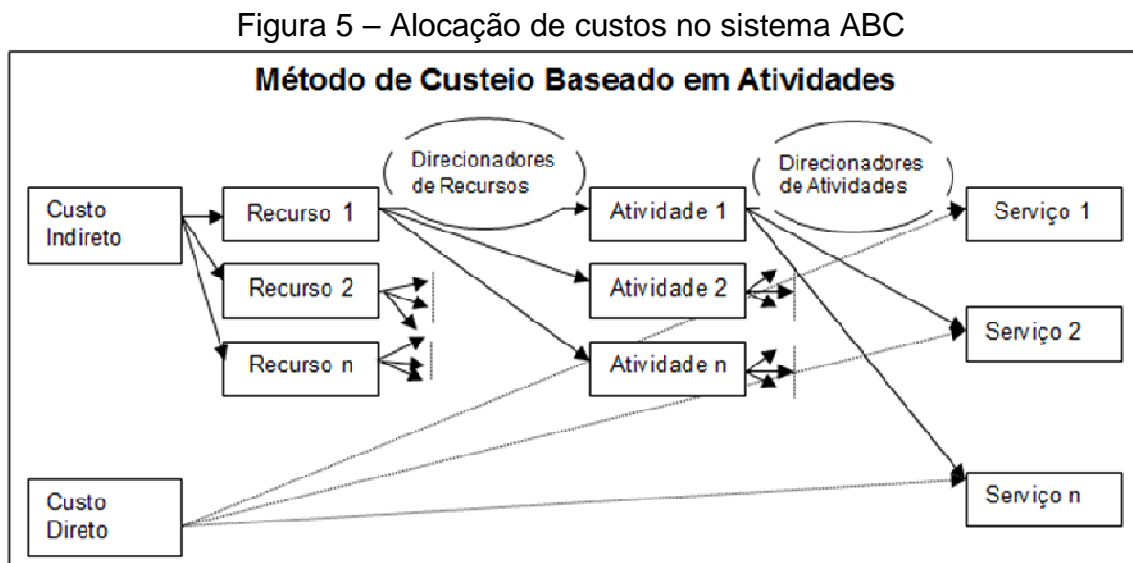 Figura 5 – Alocação de custos no sistema ABC
Método de Custeio Baseado em Atividades
Direcionadores
de Recursos
Direcionadores
de Atividades
Custo
Indireto
Recurso 1
Atividade 1
Serviço 1
Recurso 2
Atividade 2
Serviço 2
Recurso n
Atividade n
Custo
Direto
Serviço n